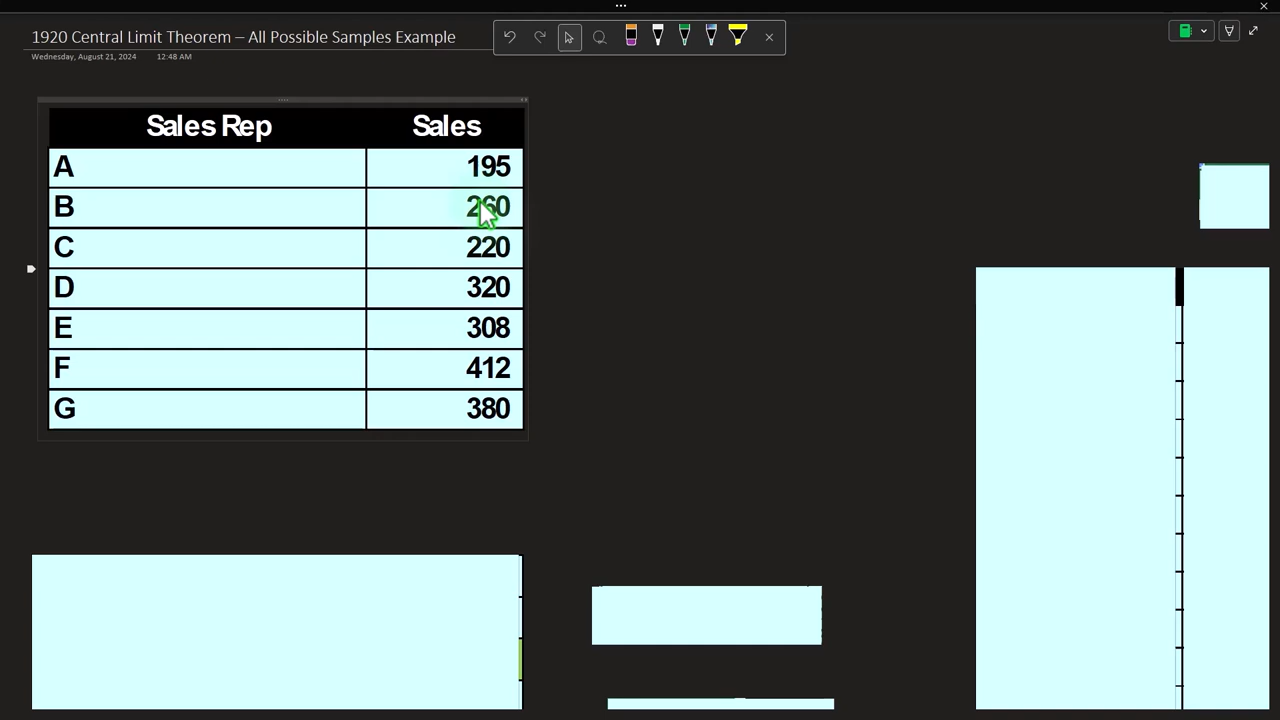 1920 Central Limit Theorem – All Possible Samples Example
Wednesday, August 21, 2024 12:48 AM
Sales Rep Sales
A 195
B 260
C 220
D 320
E 308
F 412
G 380